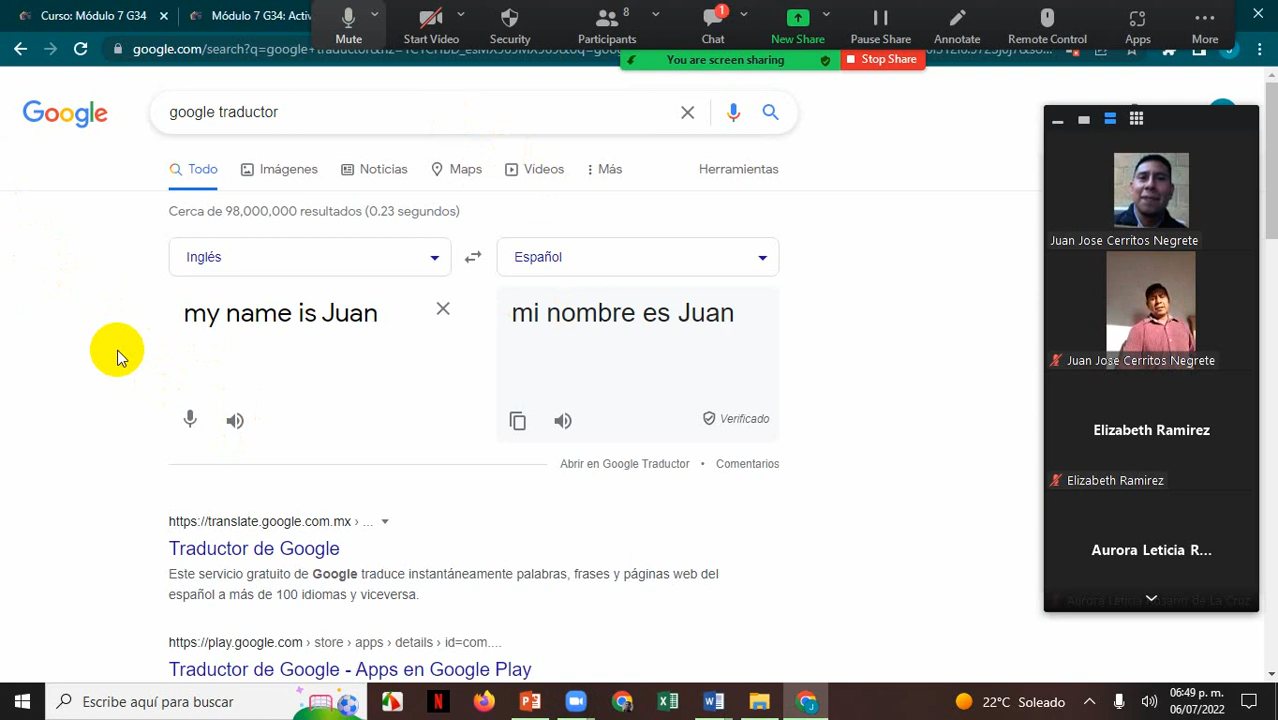 Curso: Módulo 7 G34
Módulo 7 G34: Activ
Mute
Start Video
Security
8
Participants
1
Chat
New Share
Pause Share
Annotate
Remote Control
Apps
More
You are screen sharing
Stop Share
Google
google traductor
Todo
Imágenes
Noticias
Maps
Videos
Más
Herramientas
Cerca de 98,000,000 resultados (0.23 segundos)
Inglés
Español
my name is Juan
mi nombre es Juan
Verificado
Abrir en Google Traductor • Comentarios
https://translate.google.com.mx › ...
Traductor de Google
Este servicio gratuito de Google traduce instantáneamente palabras, frases y páginas web del
español a más de 100 idiomas y viceversa.
https://play.google.com › store › apps › details › id=com....
Traductor de Google - Apps en Google Play
Juan Jose Cerritos Negrete
Juan Jose Cerritos Negrete
Elizabeth Ramirez
Elizabeth Ramirez
Aurora Leticia R...
Escribe aquí para buscar
22°C Soleado
06:49 p. m.
06/07/2022